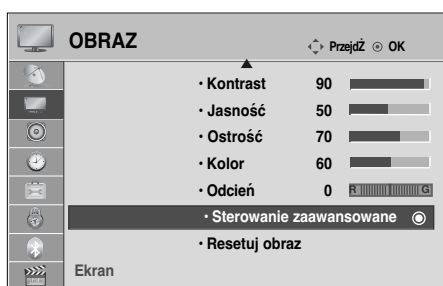 OBRAZ PrzejdŹ OK
• Kontrast 90
• Jasność 50
• Ostrość 70
• Kolor 60
• Odcień 0 R G
• Sterowanie zaawansowane
• Resetuj obraz
Ekran